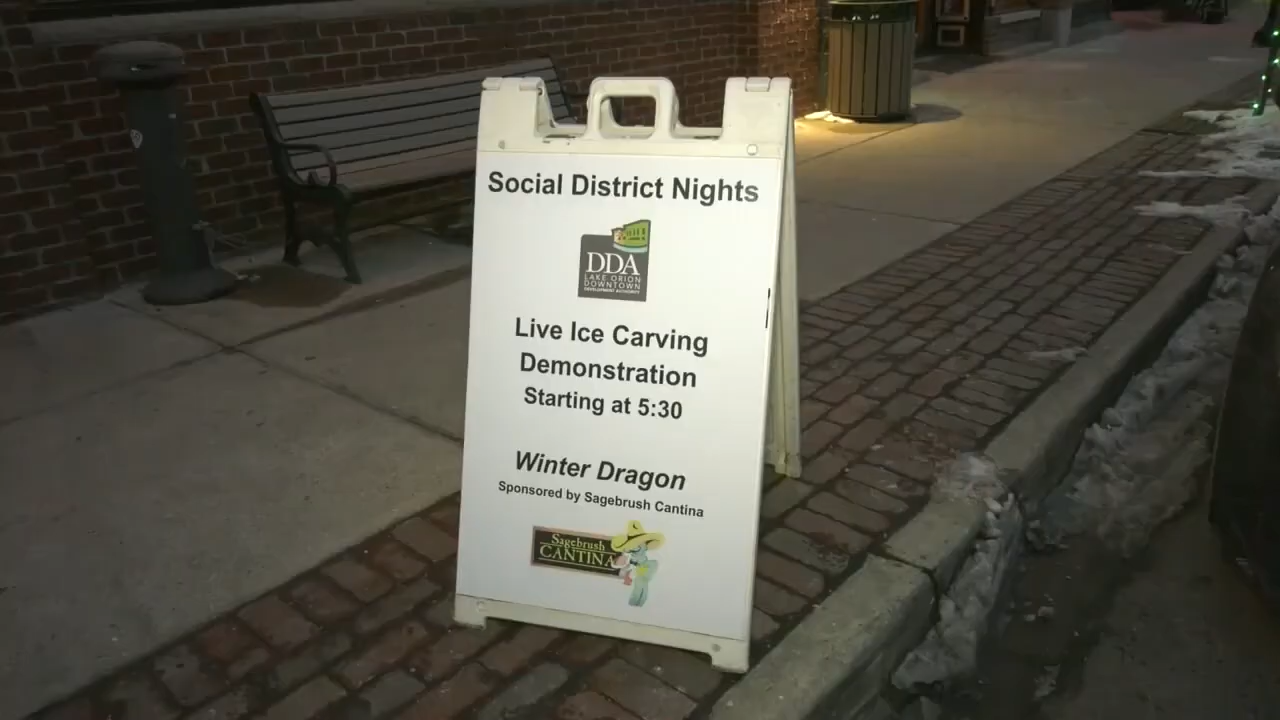 Social District Nights
DDA
LAKE ORION
DOWNTOWN
DEVELOPMENT AUTHORITY
Live Ice Carving
Demonstration
Starting at 5:30
Winter Dragon
Sponsored by Sagebrush Cantina
Sagebrush
CANTINA